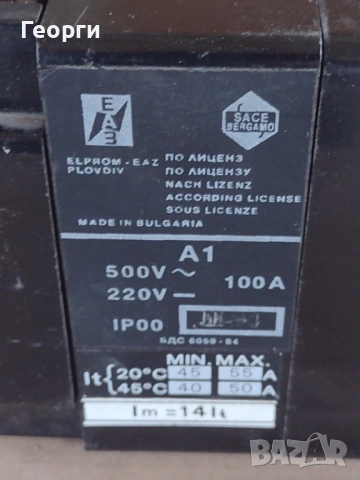 Георги
E
A
З
SACE
BERGAMO
ELPROM - EAZ
PLOVDIV
ПО ЛИЦЕНЗ
ПО ЛИЦЕНЗУ
NACH LIZENZ
ACCORDING LICENSE
SOUS LICENZE
MADE IN BULGARIA
A1
500V ~
220V —
100A
IP00
БДС 6050-84
MIN. MAX.
It { 20°C 45 55 A
45°C 40 50 A
Im = 14It
bazar